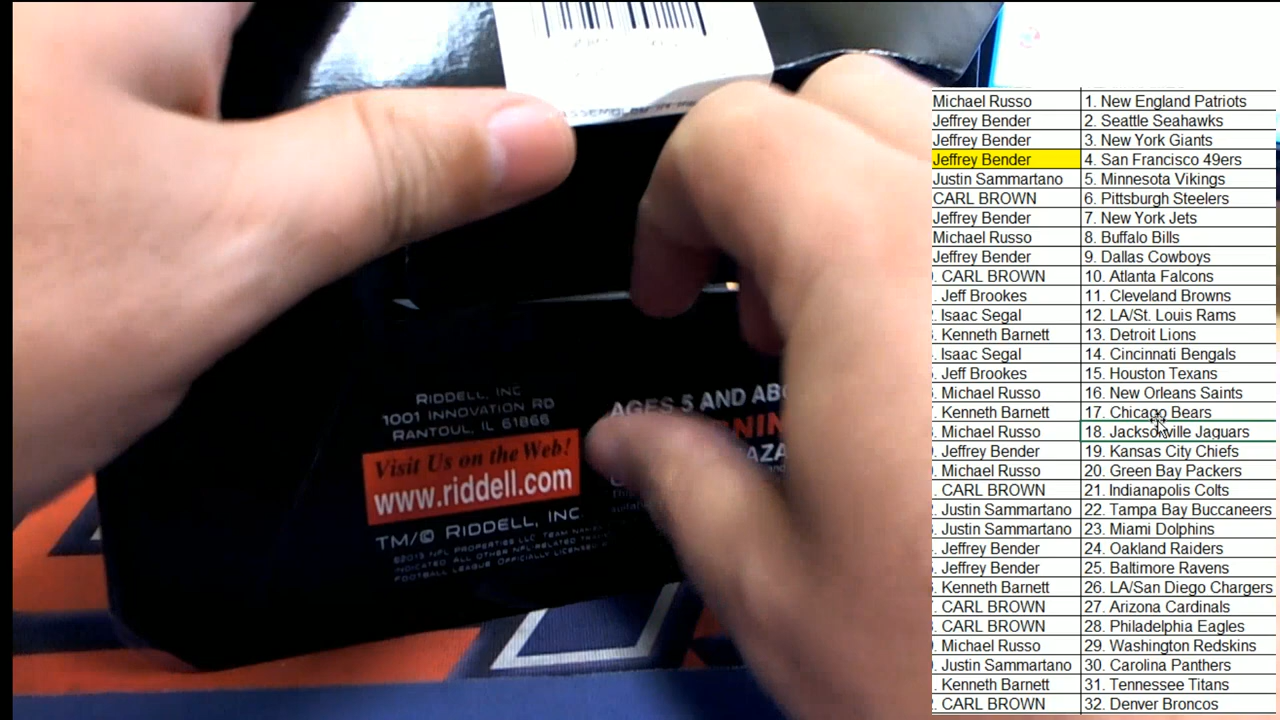 ASSEMBLED IN
RIDDELL, INC
1001 INNOVATION RD
RANTOUL, IL 61866
Visit Us on the Web!
www.riddell.com
TM/© RIDDELL, INC
AGES 5 AND
Michael Russo 1. New England Patriots
Jeffrey Bender 2. Seattle Seahawks
Jeffrey Bender 3. New York Giants
Jeffrey Bender 4. San Francisco 49ers
Justin Sammartano 5. Minnesota Vikings
CARL BROWN 6. Pittsburgh Steelers
Jeffrey Bender 7. New York Jets
Michael Russo 8. Buffalo Bills
Jeffrey Bender 9. Dallas Cowboys
. CARL BROWN 10. Atlanta Falcons
. Jeff Brookes 11. Cleveland Browns
. Isaac Segal 12. LA/St. Louis Rams
. Kenneth Barnett 13. Detroit Lions
. Isaac Segal 14. Cincinnati Bengals
. Jeff Brookes 15. Houston Texans
. Michael Russo 16. New Orleans Saints
. Kenneth Barnett 17. Chicago Bears
. Michael Russo 18. Jacksonville Jaguars
. Jeffrey Bender 19. Kansas City Chiefs
. Michael Russo 20. Green Bay Packers
. CARL BROWN 21. Indianapolis Colts
. Justin Sammartano 22. Tampa Bay Buccaneers
. Justin Sammartano 23. Miami Dolphins
. Jeffrey Bender 24. Oakland Raiders
. Jeffrey Bender 25. Baltimore Ravens
. Kenneth Barnett 26. LA/San Diego Chargers
. CARL BROWN 27. Arizona Cardinals
. CARL BROWN 28. Philadelphia Eagles
. Michael Russo 29. Washington Redskins
. Justin Sammartano 30. Carolina Panthers
. Kenneth Barnett 31. Tennessee Titans
. CARL BROWN 32. Denver Broncos